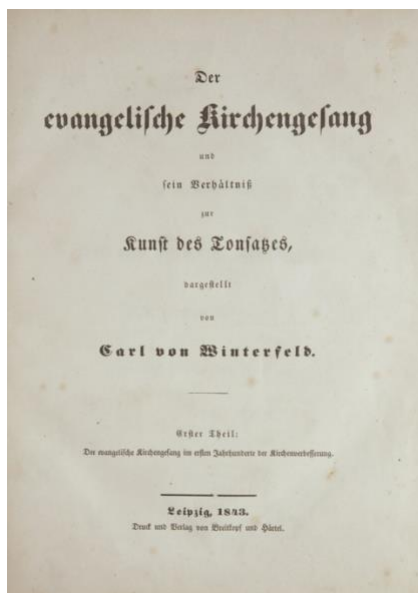 Der
evangelische Kirchengesang
und
sein Verhältniß
zur
Kunst des Tonsatzes,
dargestellt
von
Carl von Winterfeld.
Erster Theil:
Der evangelische Kirchengesang im ersten Jahrhunderte der Kirchenverbesserung.
Leipzig, 1843.
Druck und Verlag von Breitkopf und Härtel.